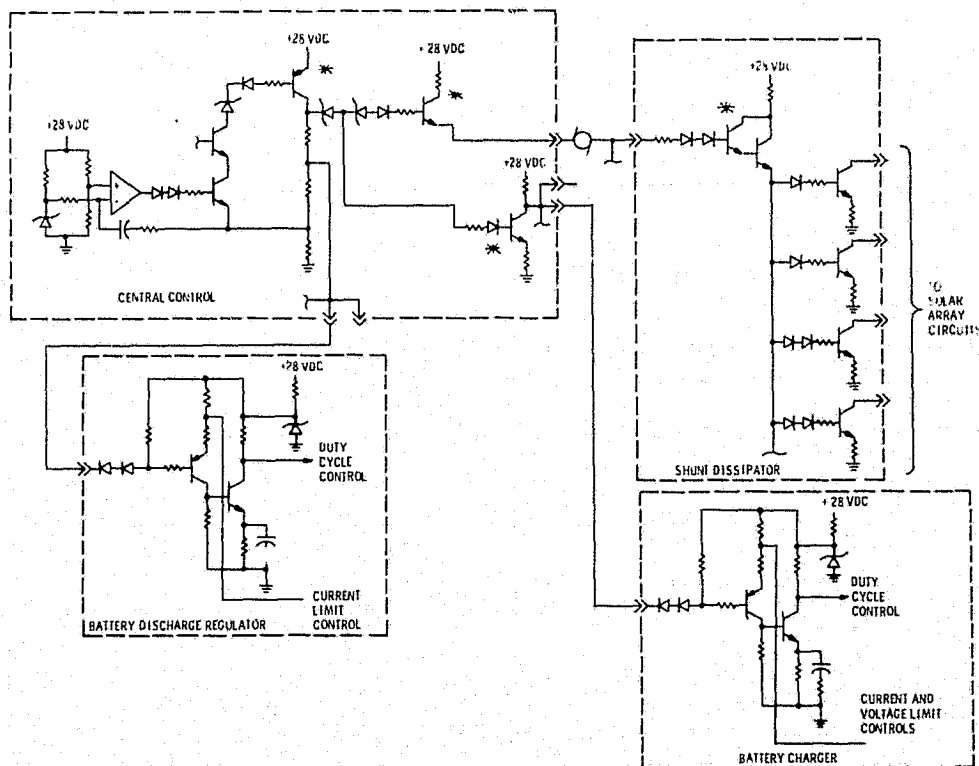 +28 VDC
+28 VDC
+28 VDC
+28 VDC
+28 VDC
CENTRAL CONTROL
TO
SOLAR
ARRAY
CIRCUITS
+28 VDC
DUTY
CYCLE
CONTROL
SHUNT DISSIPATOR
+28 VDC
DUTY
CYCLE
CONTROL
CURRENT
LIMIT
CONTROL
BATTERY DISCHARGE REGULATOR
CURRENT AND
VOLTAGE LIMIT
CONTROLS
BATTERY CHARGER